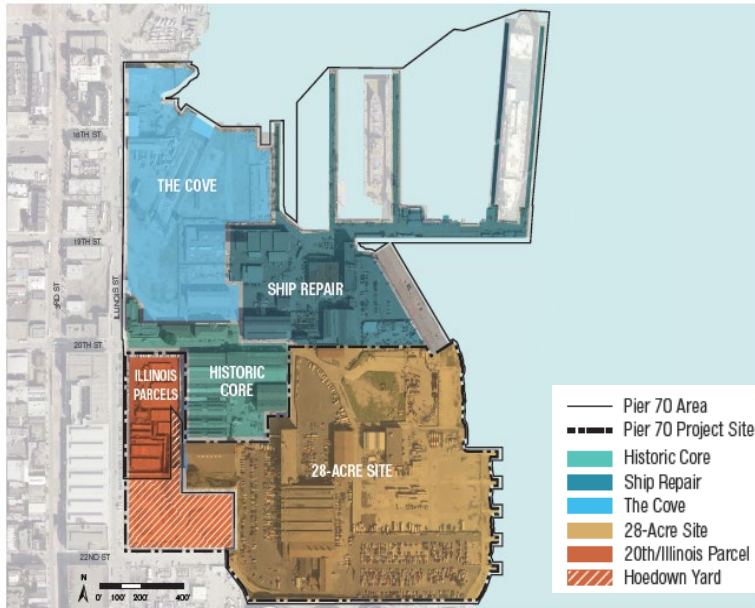 18TH ST
THE COVE
19TH ST
3RD ST
ILLINOIS ST
SHIP REPAIR
20TH ST
ILLINOIS
PARCELS
HISTORIC
CORE
28-ACRE SITE
22ND ST
N
0' 100' 200' 400'
Pier 70 Area
Pier 70 Project Site
Historic Core
Ship Repair
The Cove
28-Acre Site
20th/Illinois Parcel
Hoedown Yard